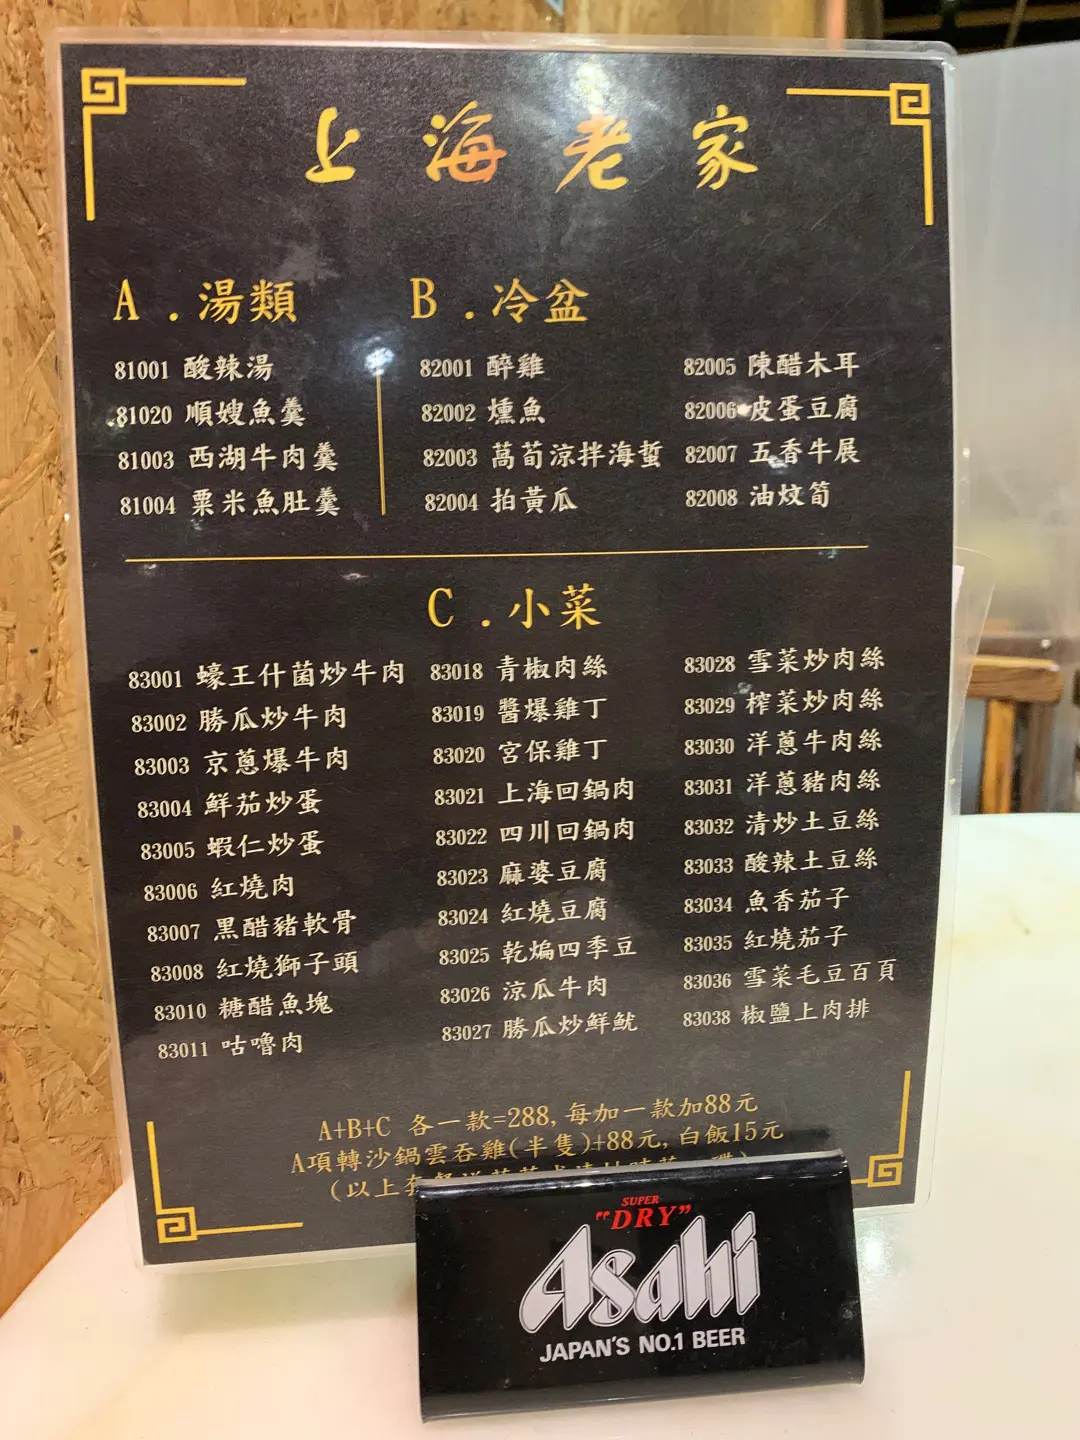 上海老家
A.湯類
81001 酸辣湯
81020 順嫂魚羹
81003 西湖牛肉羹
81004 粟米魚肚羹
B.冷盆
82001 醉雞
82002 燻魚
82003 萵荀涼拌海蜇
82004 拍黃瓜
82005 陳醋木耳
82006 皮蛋豆腐
82007 五香牛展
82008 油炆筍
C.小菜
83001 蠔王什菌炒牛肉
83002 勝瓜炒牛肉
83003 京蔥爆牛肉
83004 鮮茄炒蛋
83005 蝦仁炒蛋
83006 紅燒肉
83007 黑醋豬軟骨
83008 紅燒獅子頭
83010 糖醋魚塊
83011 咕嚕肉
83018 青椒肉絲
83019 醬爆雞丁
83020 宮保雞丁
83021 上海回鍋肉
83022 四川回鍋肉
83023 麻婆豆腐
83024 紅燒豆腐
83025 乾煸四季豆
83026 涼瓜牛肉
83027 勝瓜炒鮮魷
83028 雪菜炒肉絲
83029 榨菜炒肉絲
83030 洋蔥牛肉絲
83031 洋蔥豬肉絲
83032 清炒土豆絲
83033 酸辣土豆絲
83034 魚香茄子
83035 紅燒茄子
83036 雪菜毛豆百頁
83038 椒鹽上肉排
A+B+C 各一款=288,每加一款加88元
A項轉沙鍋雲吞雞(半隻)+88元,白飯15元
(以上套
SUPER
"DRY"
Asahi
JAPAN'S NO.1 BEER